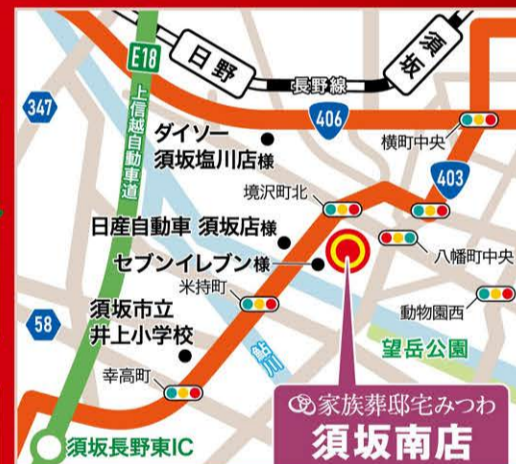 日野
須坂
長野線
E18
上信越自動車道
347
406
横町中央
ダイソー
須坂塩川店様
403
境沢町北
日産自動車 須坂店様
八幡町中央
セブンイレブン様
米持町
動物園西
須坂市立
井上小学校
58
鮎川
望岳公園
幸高町
家族葬邸宅みつわ
須坂南店
須坂長野東IC